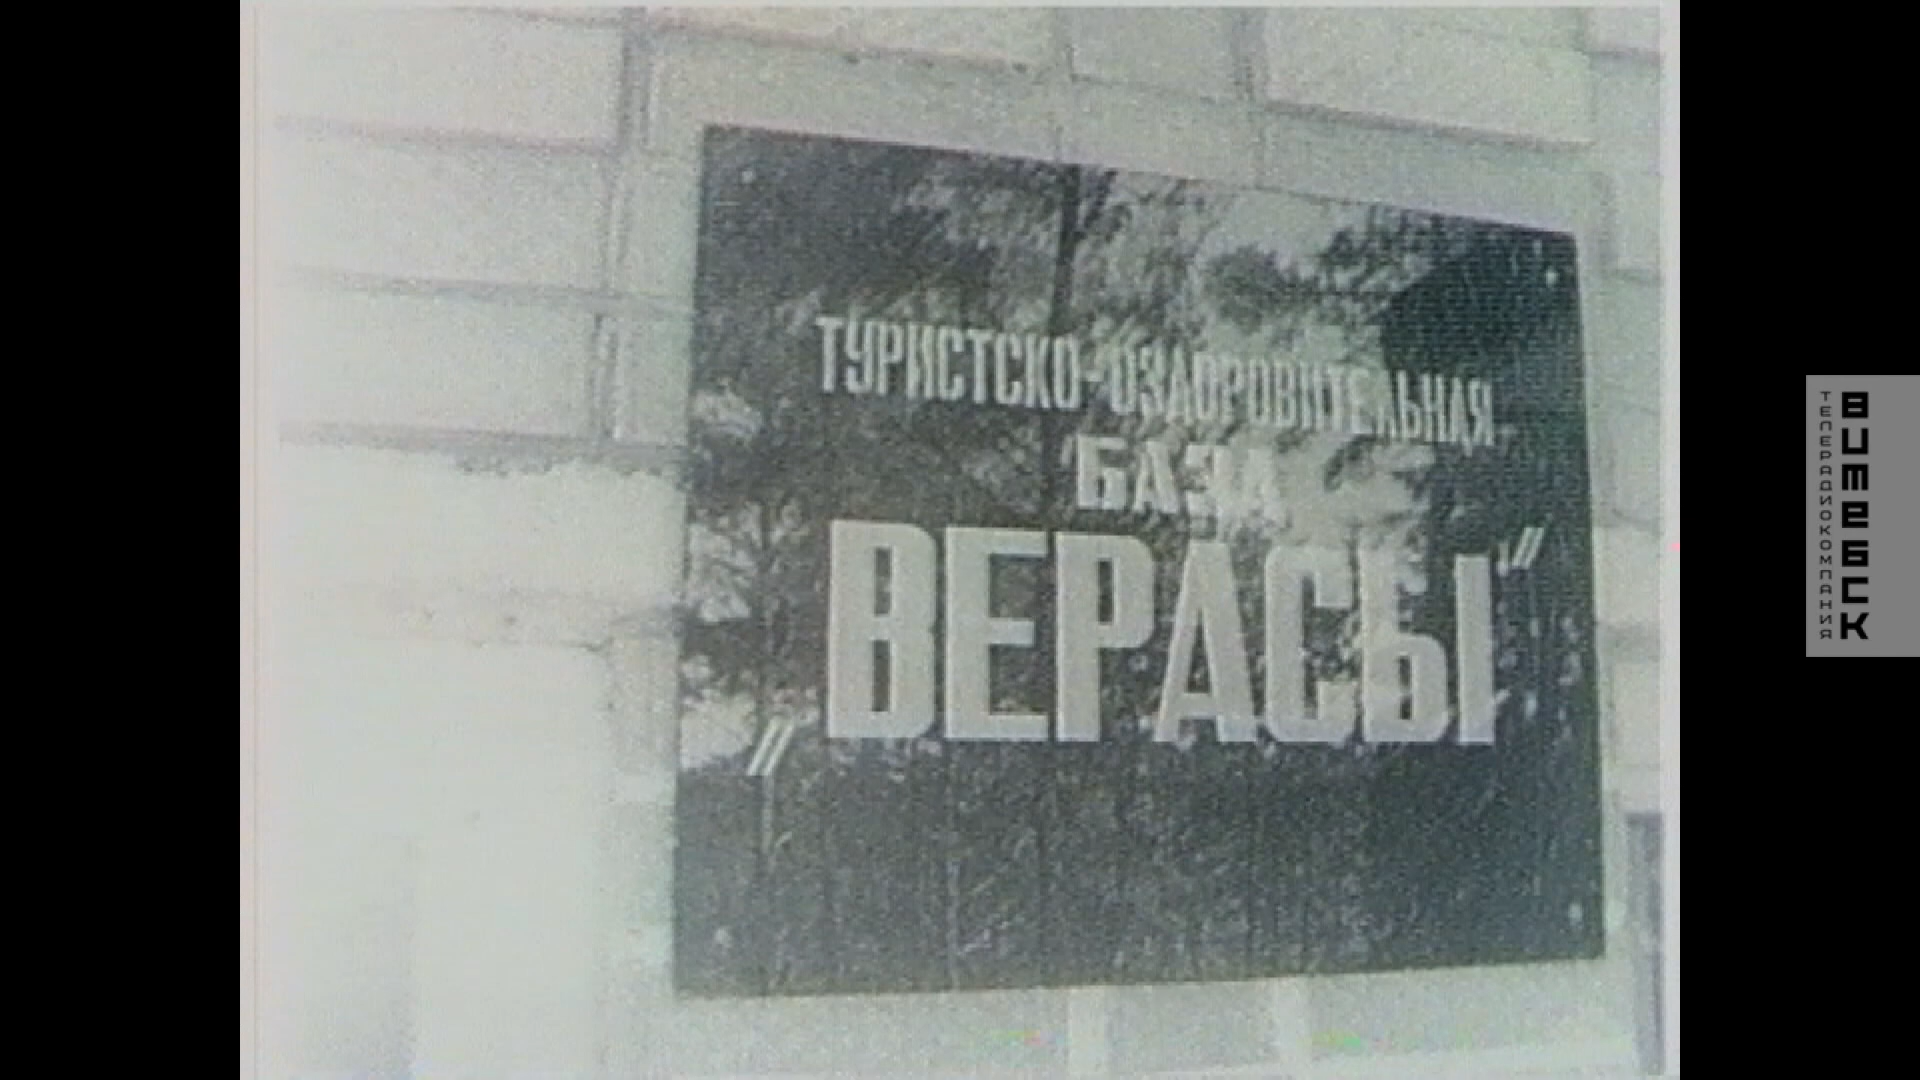 ТУРИСТСКО-ОЗДОРОВИТЕЛЬНАЯ
БАЗА
„ВЕРАСЫ”
ВИТЕБСК
ТЕЛЕРАДИОКОМПАНИЯ